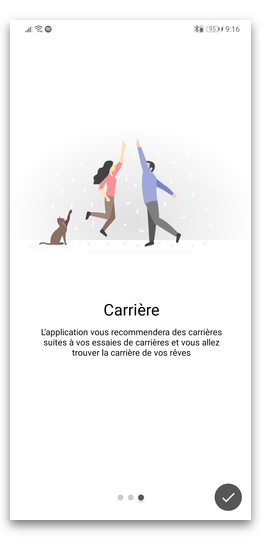 95 9:16
Carrière
L'application vous recommendera des carrières
suites à vos essaies de carrières et vous allez
trouver la carrière de vos rêves